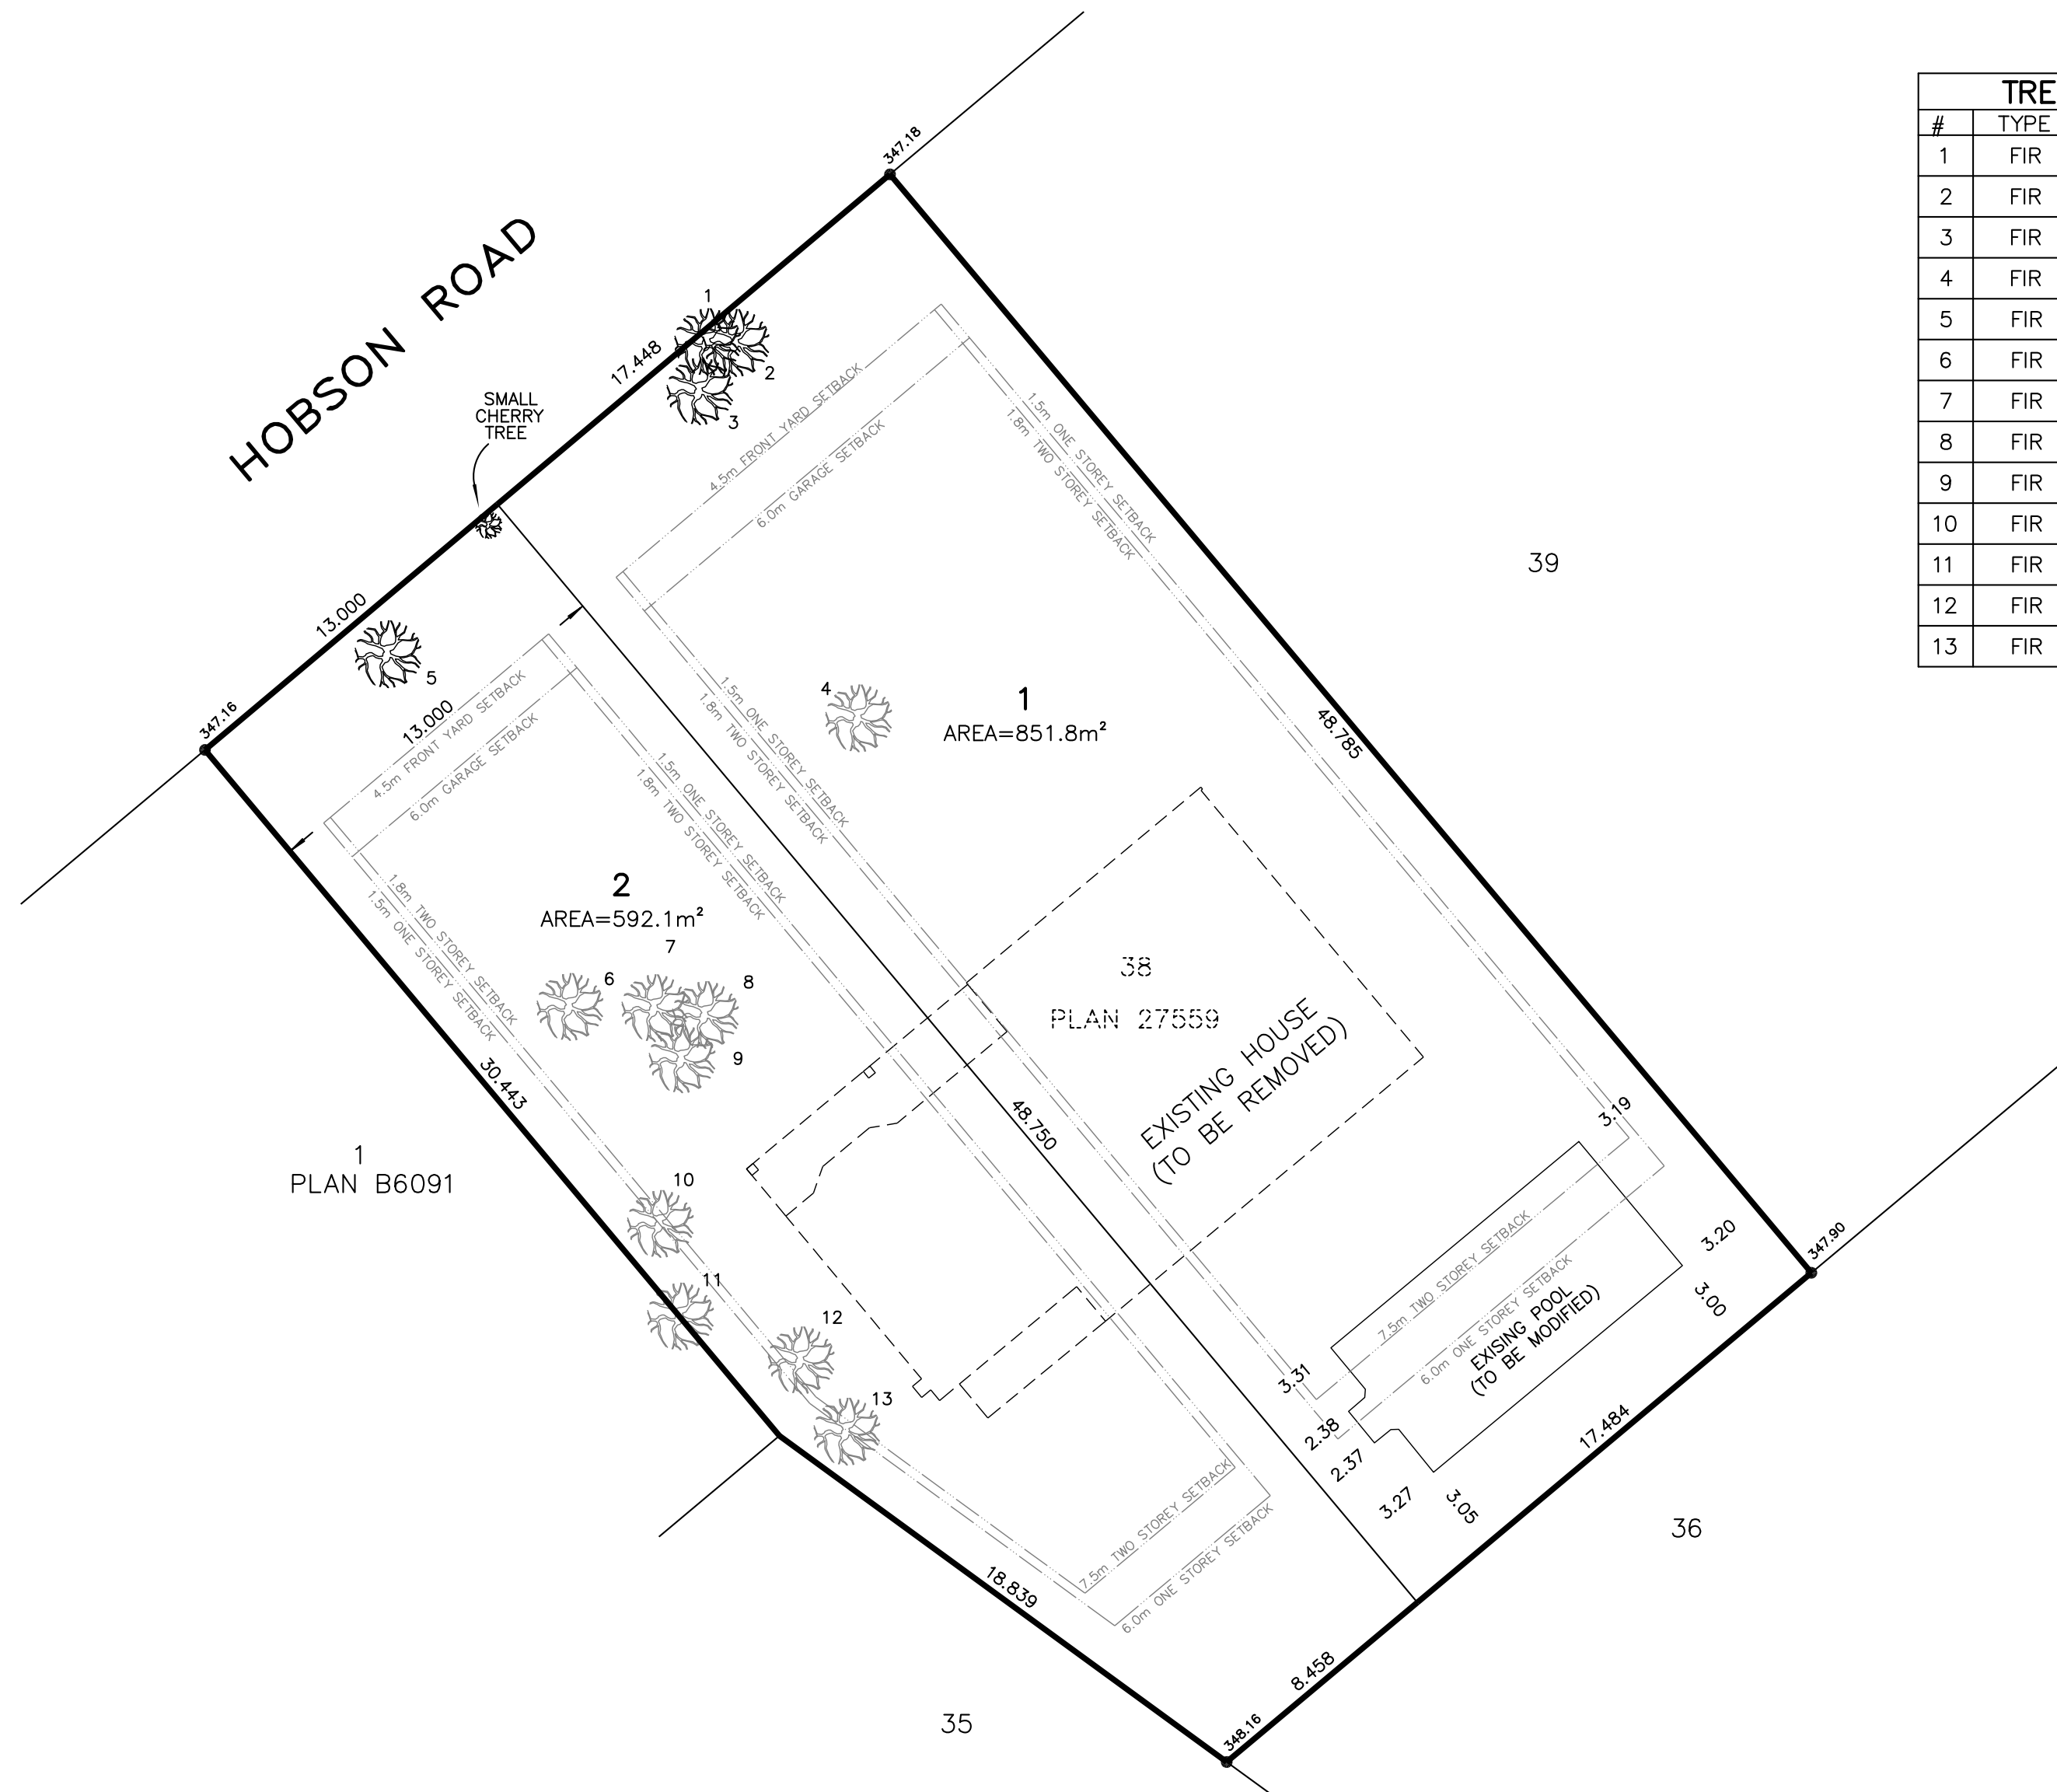 347.18
TRE
# TYPE
1 FIR
2 FIR
3 FIR
4 FIR
5 FIR
6 FIR
7 FIR
8 FIR
9 FIR
10 FIR
11 FIR
12 FIR
13 FIR
HOBSON ROAD
1
17.448
2
3
SMALL
CHERRY
TREE
4.5m FRONT YARD SETBACK
6.0m GARAGE SETBACK
1.5m ONE STOREY SETBACK
1.8m TWO STOREY SETBACK
39
13.000
5
347.16
13.000
4.5m FRONT YARD SETBACK
6.0m GARAGE SETBACK
4
1
AREA=851.8m²
1.5m ONE STOREY SETBACK
1.8m TWO STOREY SETBACK
48.785
1.5m ONE STOREY SETBACK
1.8m TWO STOREY SETBACK
2
AREA=592.1m²
1.8m TWO STOREY SETBACK
1.5m ONE STOREY SETBACK
7
6
8
9
38
PLAN 27559
EXISTING HOUSE
(TO BE REMOVED)
30.443
48.750
3.19
1
PLAN B6091
10
11
12
13
3.20
347.90
3.00
7.5m TWO STOREY SETBACK
6.0m ONE STOREY SETBACK
EXISING POOL
(TO BE MODIFIED)
3.31
2.38
2.37
3.27
3.05
17.484
36
7.5m TWO STOREY SETBACK
6.0m ONE STOREY SETBACK
18.839
8.458
35
348.16